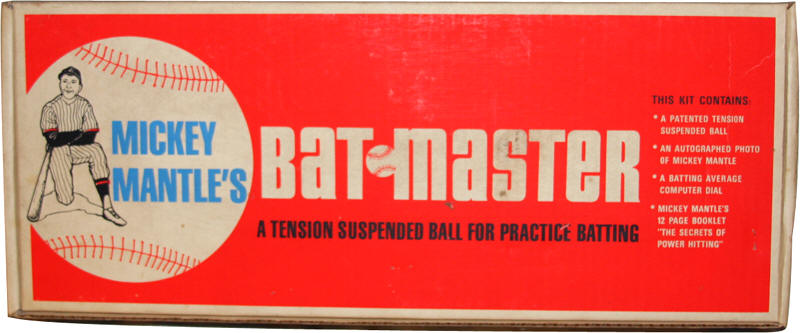 MICKEY
MANTLE'S
BAT-MASTER
A TENSION SUSPENDED BALL FOR PRACTICE BATTING
THIS KIT CONTAINS:
* A PATENTED TENSION
SUSPENDED BALL
* AN AUTOGRAPHED PHOTO
OF MICKEY MANTLE
* A BATTING AVERAGE
COMPUTER DIAL
* MICKEY MANTLE'S
12 PAGE BOOKLET
"THE SECRETS OF
POWER HITTING"